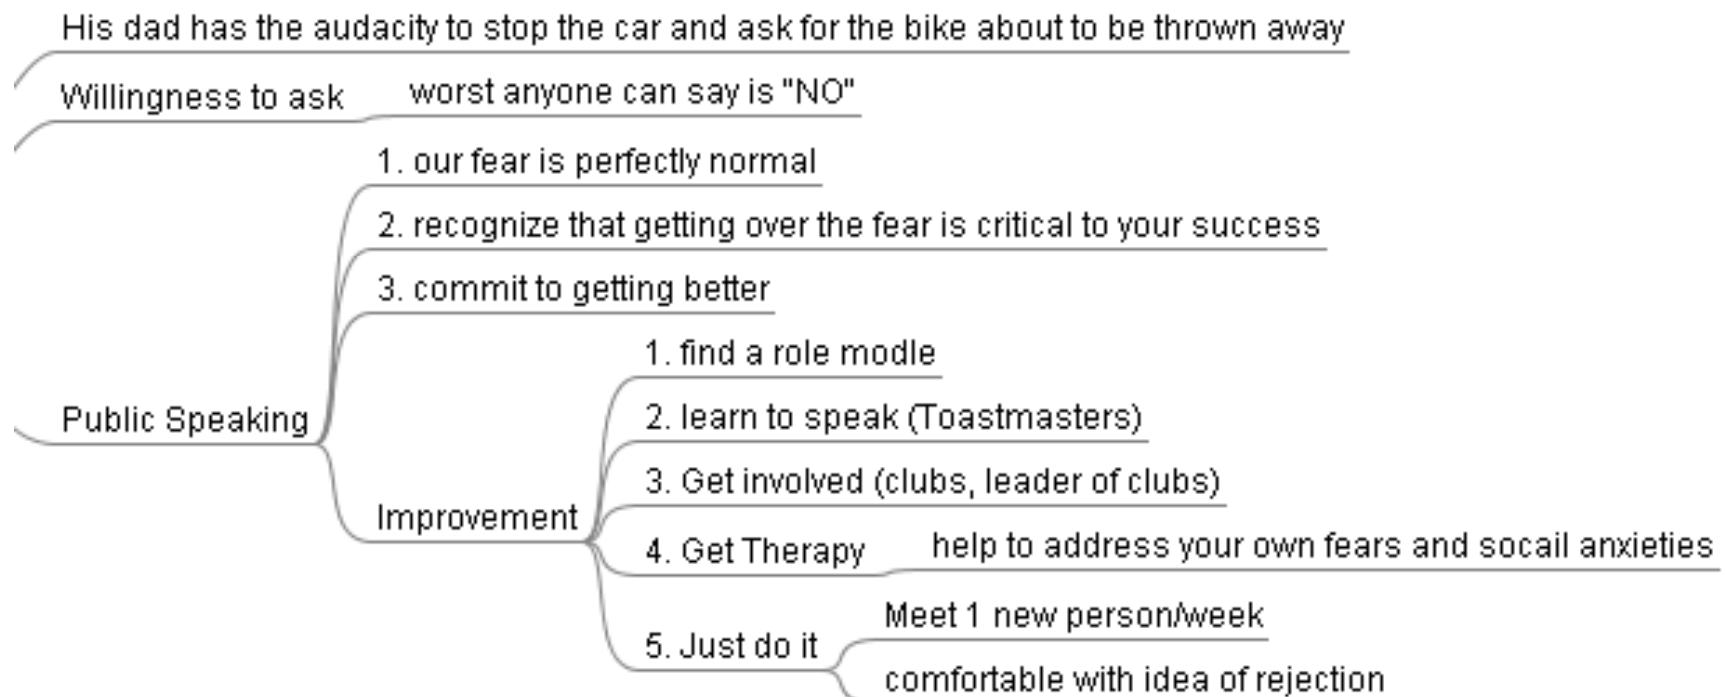 His dad has the audacity to stop the car and ask for the bike about to be thrown away
Willingness to ask
worst anyone can say is "NO"
1. our fear is perfectly normal
2. recognize that getting over the fear is critical to your success
3. commit to getting better
Public Speaking
Improvement
1. find a role modle
2. learn to speak (Toastmasters)
3. Get involved (clubs, leader of clubs)
4. Get Therapy
help to address your own fears and socail anxieties
5. Just do it
Meet 1 new person/week
comfortable with idea of rejection